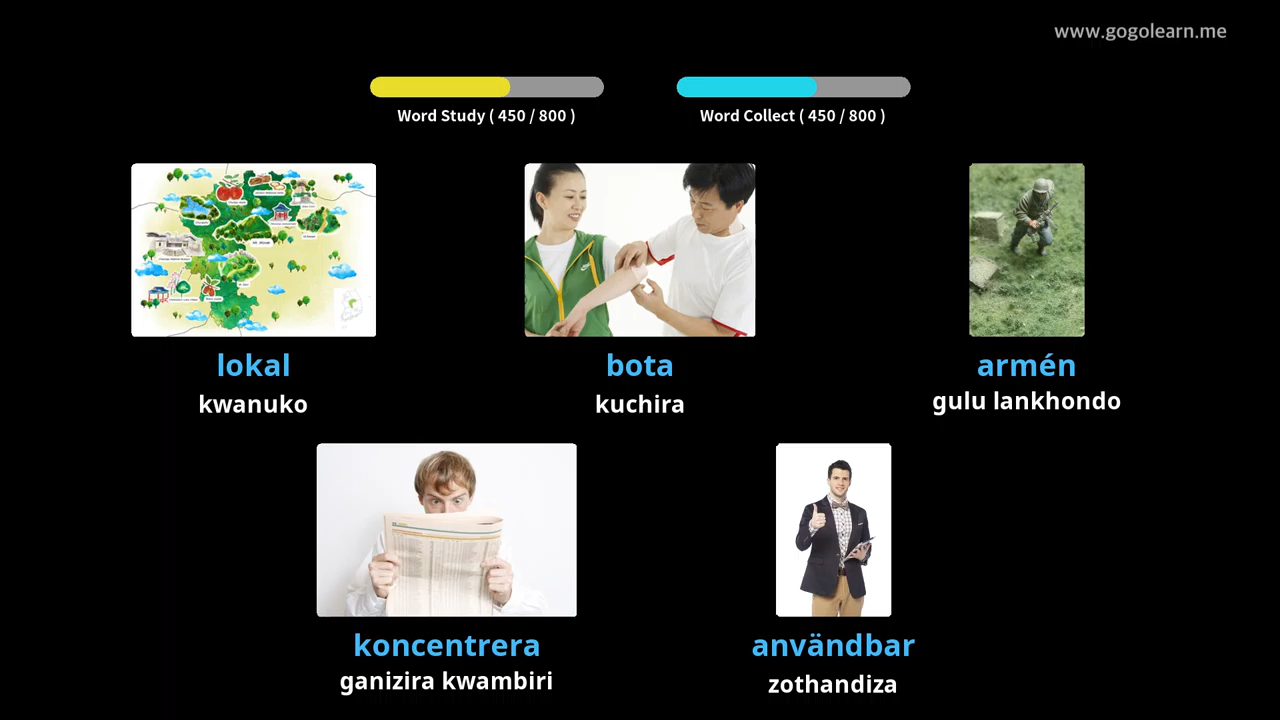 www.gogolearn.me
Word Study ( 450 / 800 )
Word Collect ( 450 / 800 )
lokal
kwanuko
bota
kuchira
armén
gulu lankhondo
koncentrera
ganizira kwambiri
användbar
zothandiza